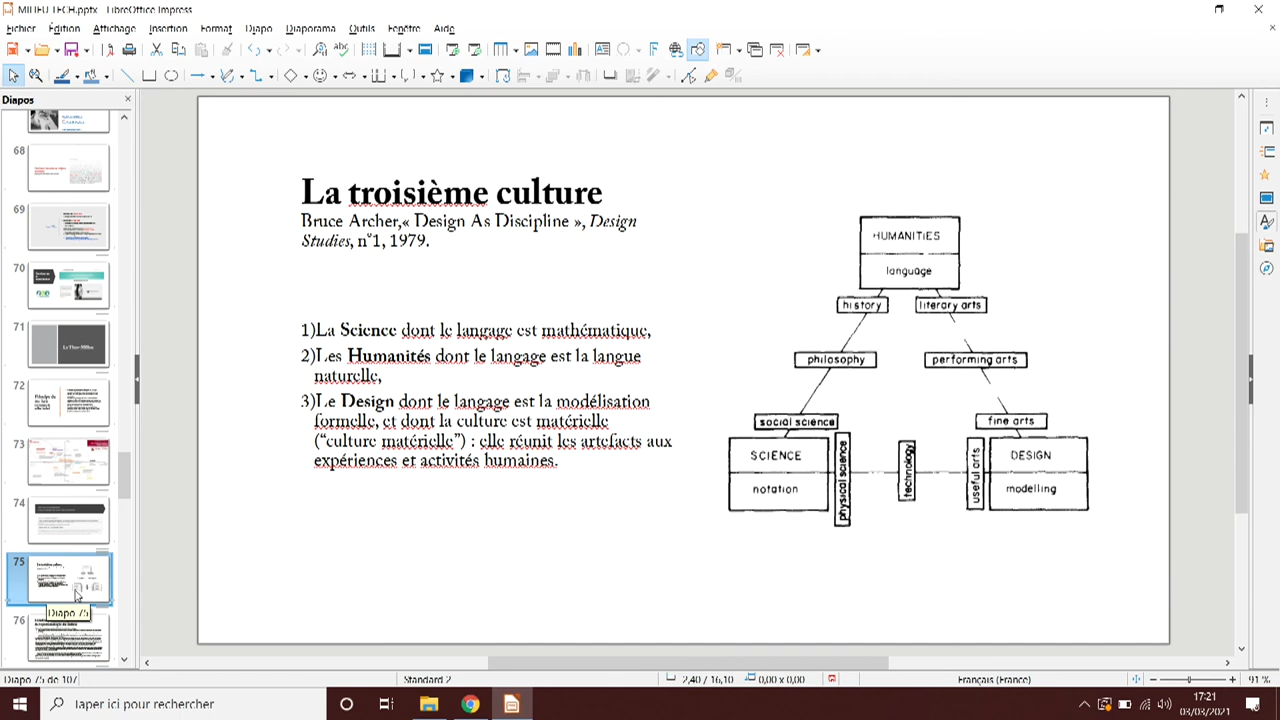 MILIEU TECH.pptx - LibreOffice Impress
Fichier Édition Affichage Insertion Format Diapo Diaporama Outils Fenêtre Aide
Diapos
68
69
70
71
72
73
74
75
Diapo 75
76
La troisième culture
Bruce Archer,« Design As Discipline », Design
Studies, n°1, 1979.
1)La Science dont le langage est mathématique,
2)Les Humanités dont le langage est la langue
naturelle,
3)Le Design dont le langage est la modélisation
formelle, et dont la culture est matérielle
(“culture matérielle”) : elle réunit les artefacts aux
expériences et activités humaines.
HUMANITIES
language
history
literary arts
philosophy
performing arts
social science
fine arts
SCIENCE
notation
physical science
technology
useful arts
DESIGN
modelling
Diapo 75 de 107
Standard 2
2,40 / 16,10
0,00 x 0,00
Français (France)
91 %
Taper ici pour rechercher
17:21
03/03/2021